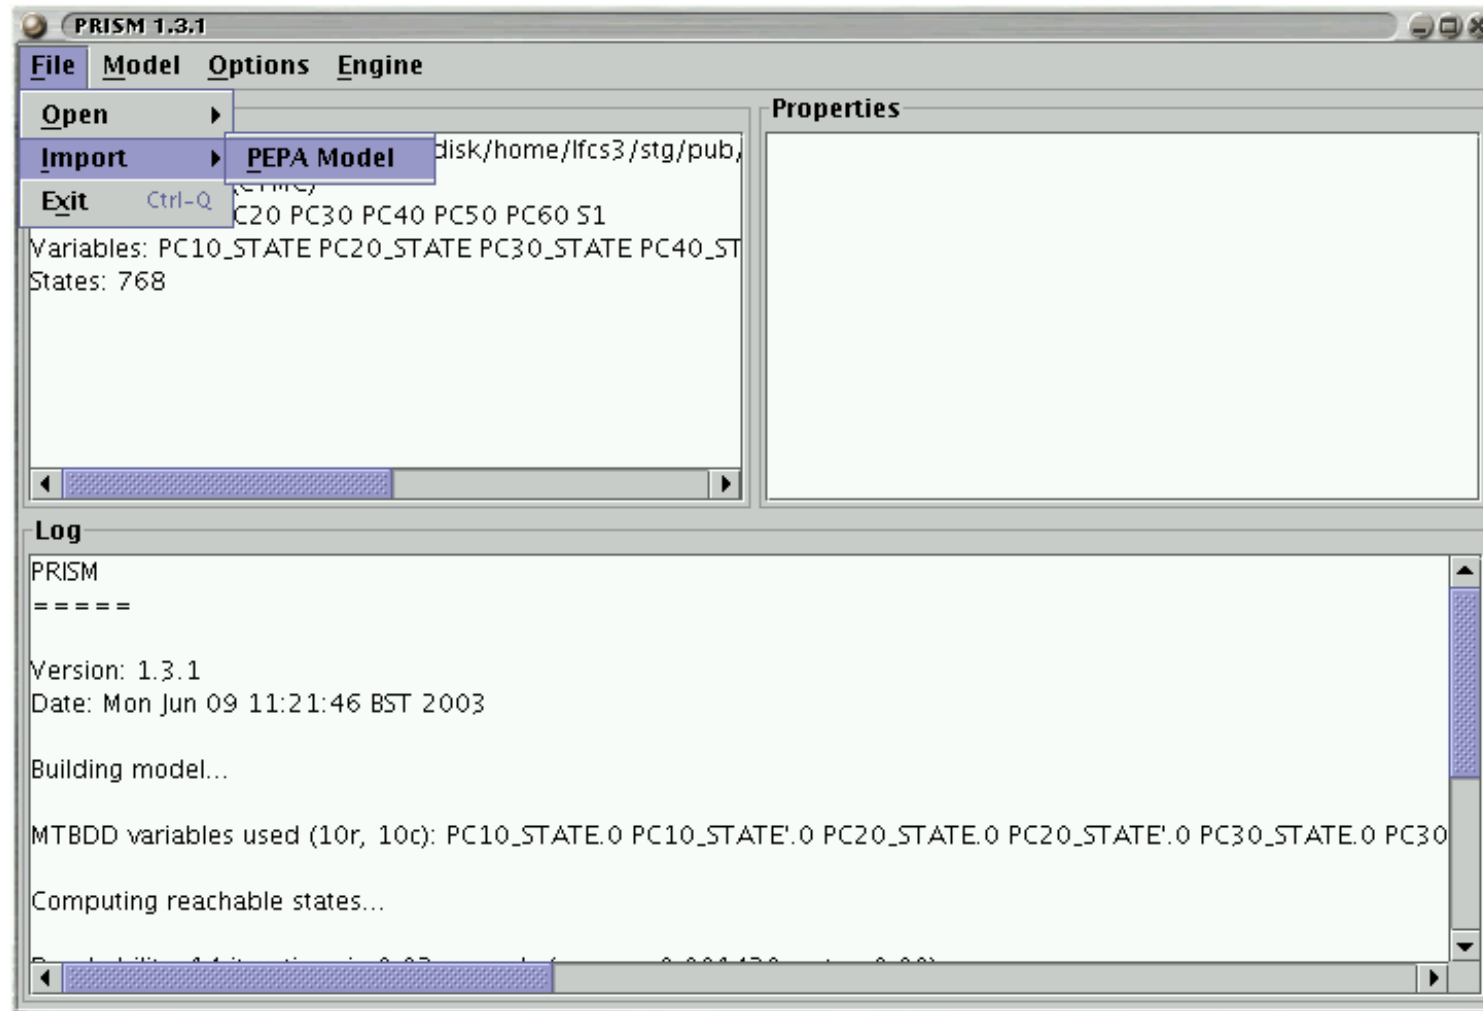 PRISM 1.3.1
File Model Options Engine
Open
Import
Exit Ctrl-Q
PEPA Model
disk/home/lfcs3/stg/pub,
(CTMC)
C20 PC30 PC40 PC50 PC60 S1
Variables: PC10_STATE PC20_STATE PC30_STATE PC40_ST
States: 768
Properties
Log
PRISM
=====
Version: 1.3.1
Date: Mon Jun 09 11:21:46 BST 2003
Building model...
MTBDD variables used (10r, 10c): PC10_STATE.0 PC10_STATE'.0 PC20_STATE.0 PC20_STATE'.0 PC30_STATE.0 PC30
Computing reachable states...